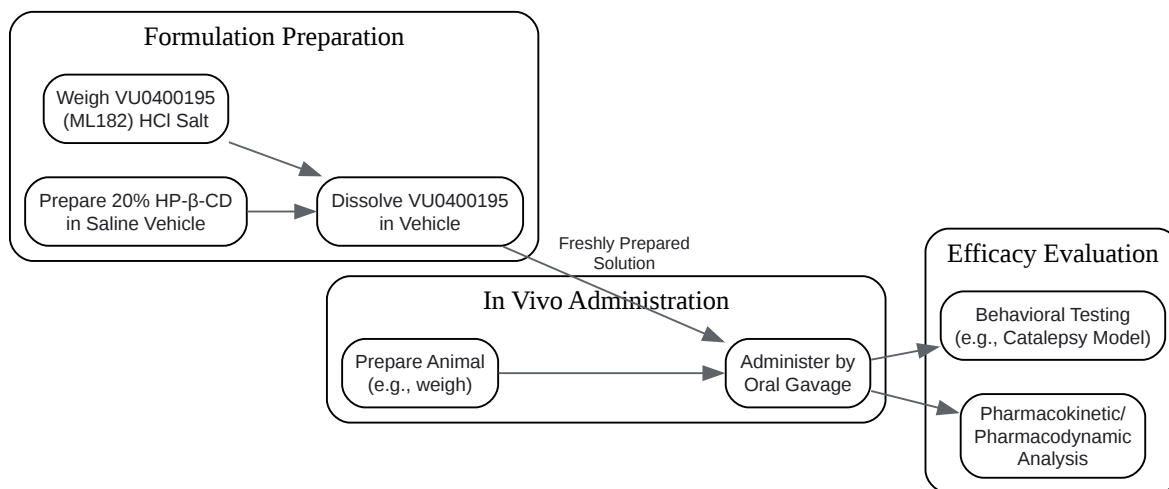 Formulation Preparation
Weigh VU0400195
(ML182) HCl Salt
Prepare 20% HP-β-CD
in Saline Vehicle
Dissolve VU0400195
in Vehicle
Freshly Prepared
Solution
In Vivo Administration
Prepare Animal
(e.g., weigh)
Administer by
Oral Gavage
Efficacy Evaluation
Behavioral Testing
(e.g., Catalepsy Model)
Pharmacokinetic/
Pharmacodynamic
Analysis